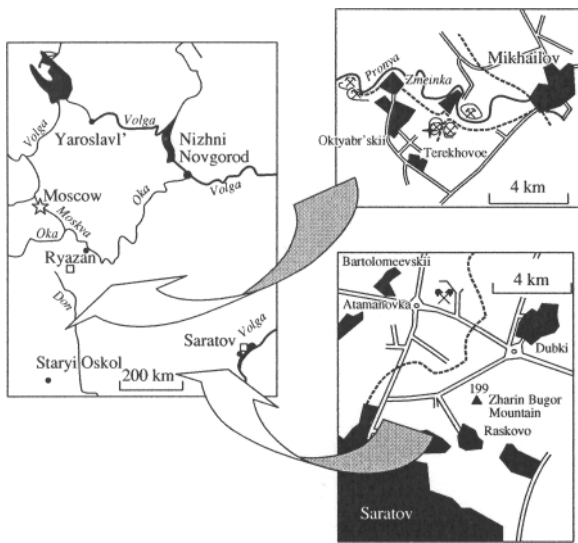 Volga
Yaroslavl'
Volga
Nizhni
Novgorod
Volga
Moscow
Moskva
Oka
Oka
Ryazan
Don
Volga
Saratov
Staryi Oskol
200 km
Mikhailov
Pronya
Zmeinka
Oktyabr'skii
Terekhovoe
4 km
Bartolomeevskii
4 km
Atamanovka
Dubki
199
Zharin Bugor
Mountain
Raskovo
Saratov